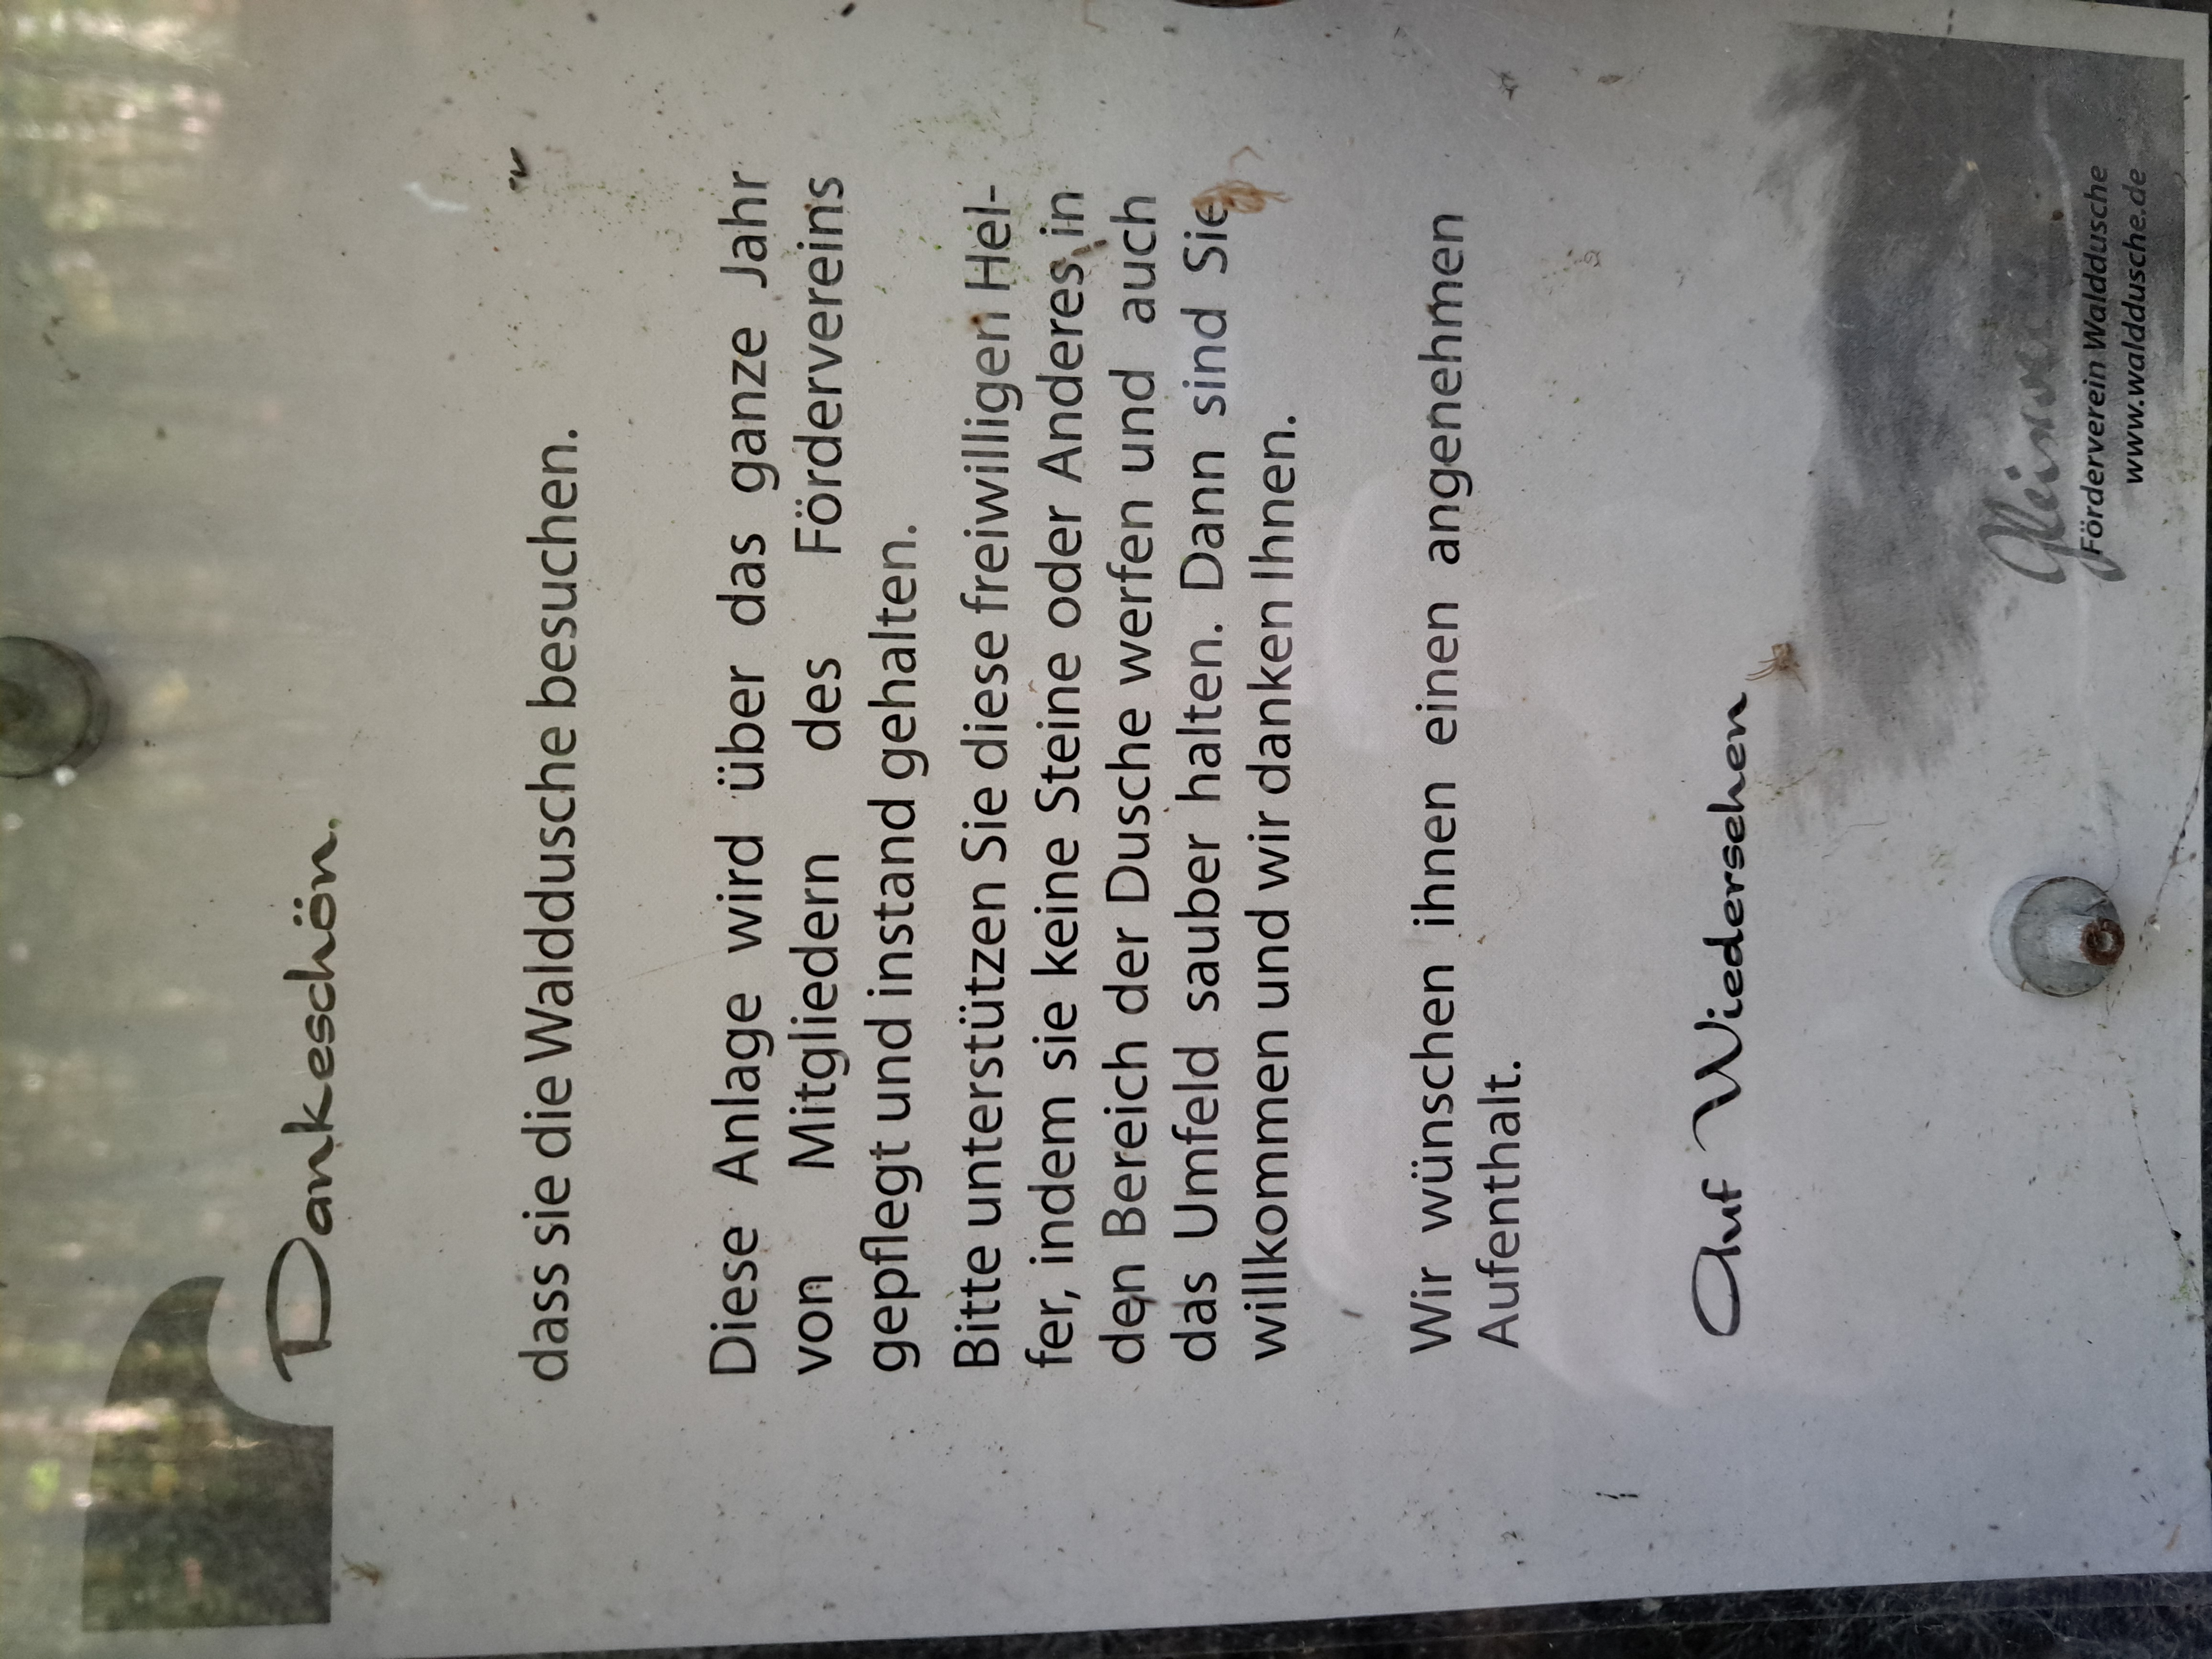 Dankeschön
dass sie die Walddusche besuchen.
Diese Anlage wird über das ganze Jahr
von Mitgliedern des Fördervereins
gepflegt und instand gehalten.
Bitte unterstützen Sie diese freiwilligen Hel-
fer, indem sie keine Steine oder Anderes in
den Bereich der Dusche werfen und auch
das Umfeld sauber halten. Dann sind Sie
willkommen und wir danken Ihnen.
Wir wünschen ihnen einen angenehmen
Aufenthalt.
Auf Wiedersehen
Förderverein Walddusche
www.walddusche.de